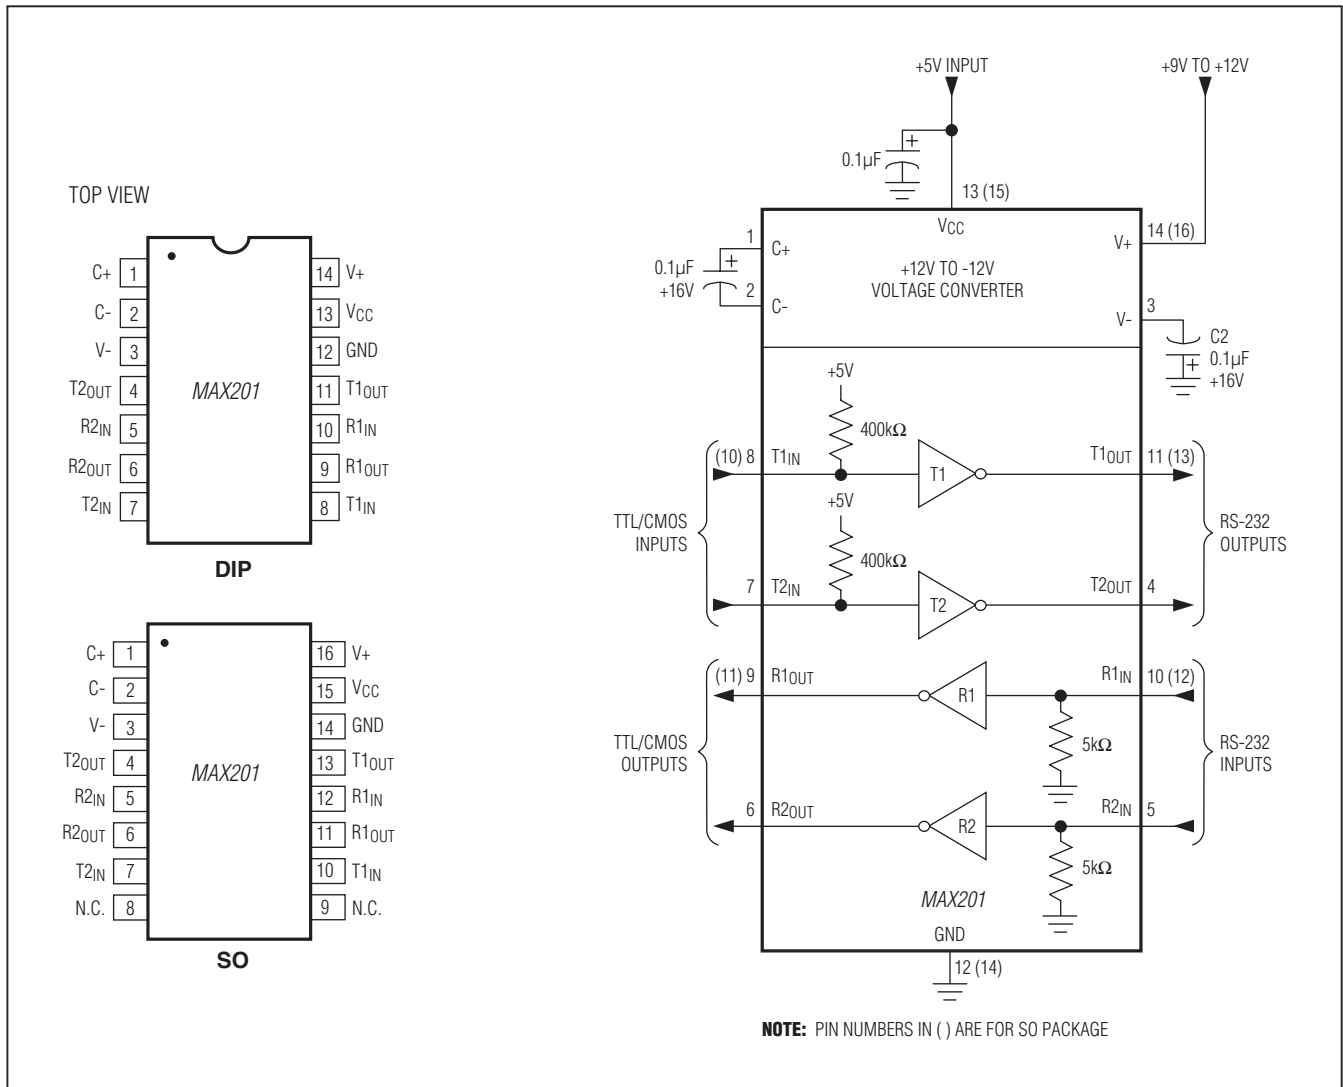 TOP VIEW
C+ 1
C- 2
V- 3
T2OUT 4
R2IN 5
R2OUT 6
T2IN 7
MAX201
14 V+
13 VCC
12 GND
11 T1OUT
10 R1IN
9 R1OUT
8 T1IN
DIP
C+ 1
C- 2
V- 3
T2OUT 4
R2IN 5
R2OUT 6
T2IN 7
N.C. 8
MAX201
16 V+
15 VCC
14 GND
13 T1OUT
12 R1IN
11 R1OUT
10 T1IN
9 N.C.
SO
+5V INPUT
+9V TO +12V
0.1µF
+
13 (15)
VCC
1
C+
+
0.1µF
+16V
2
C-
+12V TO -12V
VOLTAGE CONVERTER
V+
14 (16)
V-
3
C2
0.1µF
+
+16V
+5V
400kΩ
(10) 8
T1IN
T1
T1OUT
11 (13)
+5V
400kΩ
TTL/CMOS
INPUTS
RS-232
OUTPUTS
7
T2IN
T2
T2OUT
4
(11) 9
R1OUT
R1
R1IN
10 (12)
5kΩ
TTL/CMOS
OUTPUTS
RS-232
INPUTS
6
R2OUT
R2
R2IN
5
5kΩ
MAX201
GND
12 (14)
NOTE: PIN NUMBERS IN ( ) ARE FOR SO PACKAGE